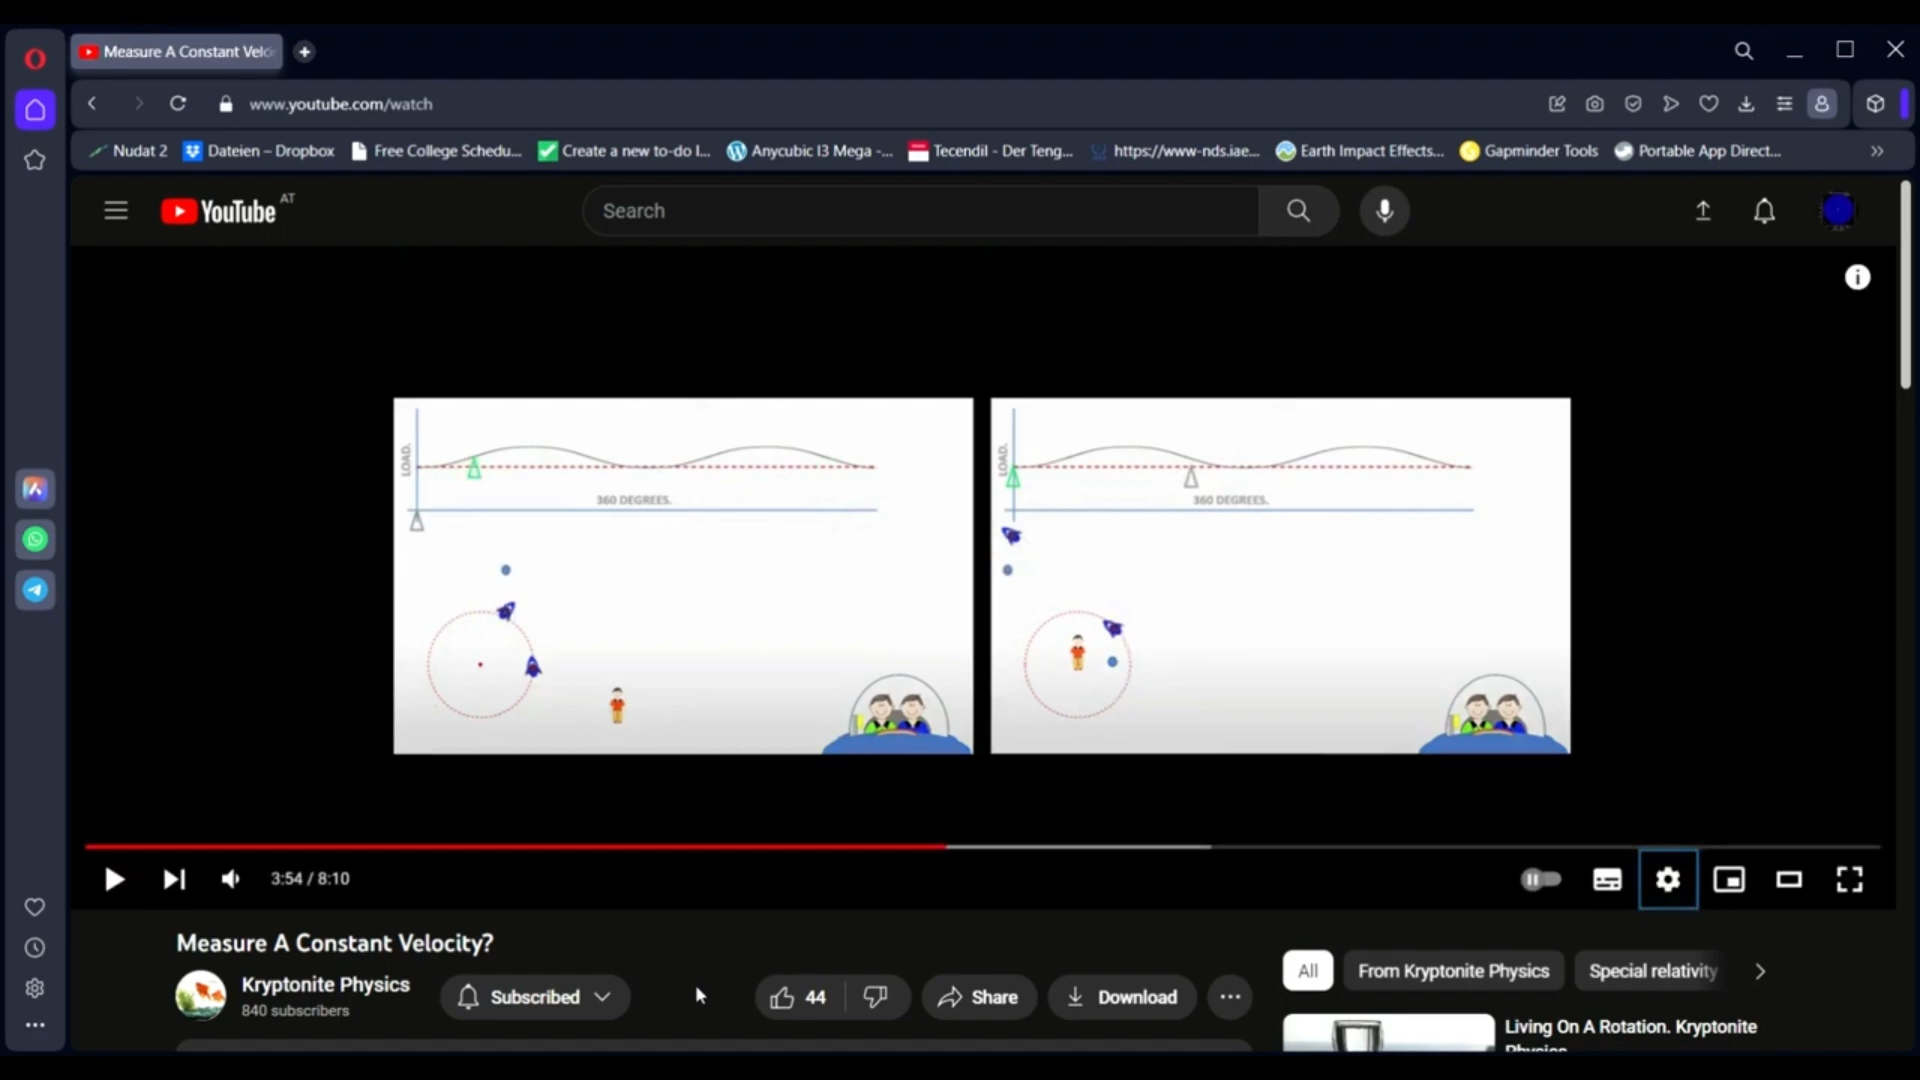 Measure A Constant Velo
www.youtube.com/watch
Nudat 2
Dateien – Dropbox
Free College Schedu...
Create a new to-do l...
Anycubic I3 Mega -...
Tecendil - Der Teng...
https://www-nds.iae...
Earth Impact Effects...
Gapminder Tools
Portable App Direct...
YouTube AT
Search
LOAD.
360 DEGREES.
LOAD.
360 DEGREES.
3:54 / 8:10
Measure A Constant Velocity?
Kryptonite Physics
840 subscribers
Subscribed
44
Share
Download
All
From Kryptonite Physics
Special relativity
Living On A Rotation. Kryptonite
Physics